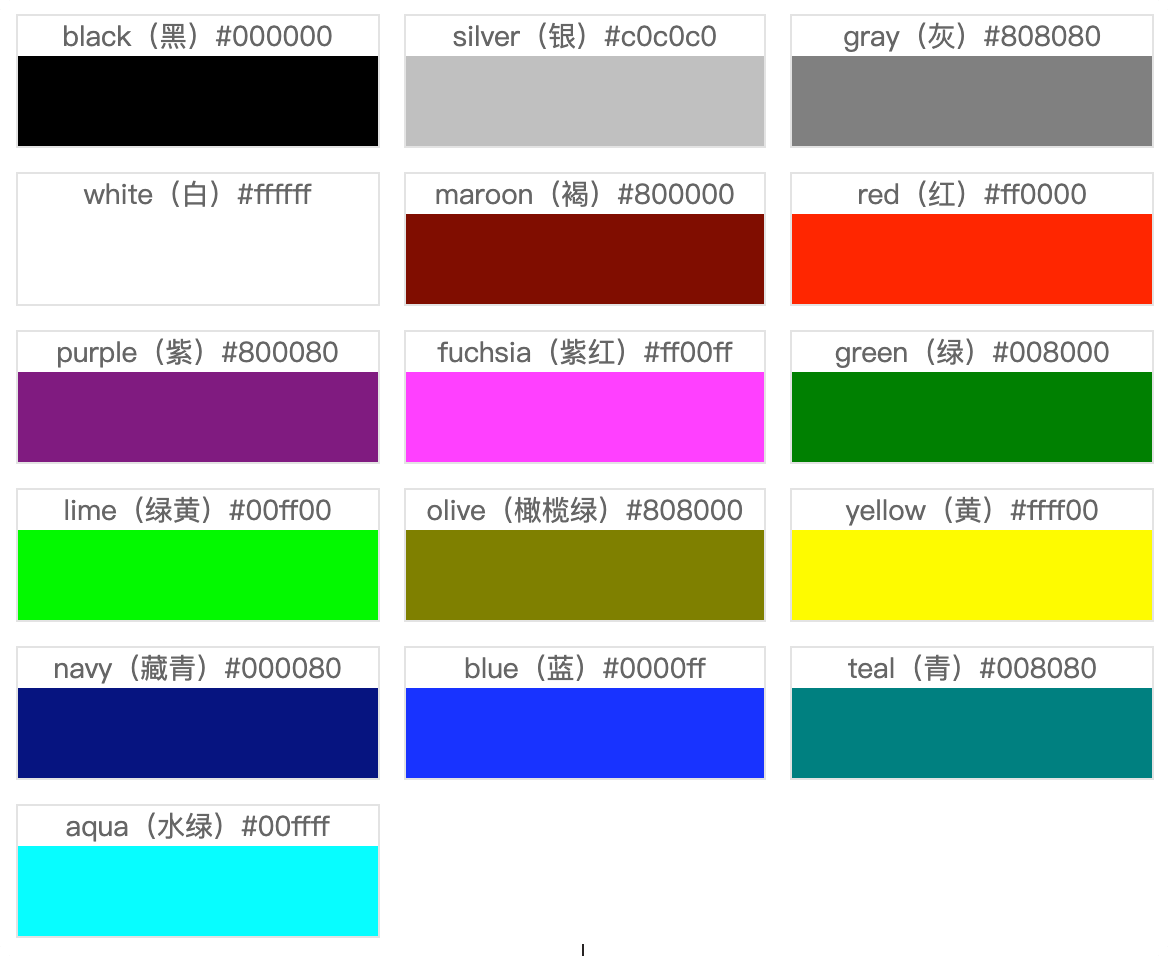 black（黑）#000000
silver（银）#c0c0c0
gray（灰）#808080
white（白）#ffffff
maroon（褐）#800000
red（红）#ff0000
purple（紫）#800080
fuchsia（紫红）#ff00ff
green（绿）#008000
lime（绿黄）#00ff00
olive（橄榄绿）#808000
yellow（黄）#ffff00
navy（藏青）#000080
blue（蓝）#0000ff
teal（青）#008080
aqua（水绿）#00ffff